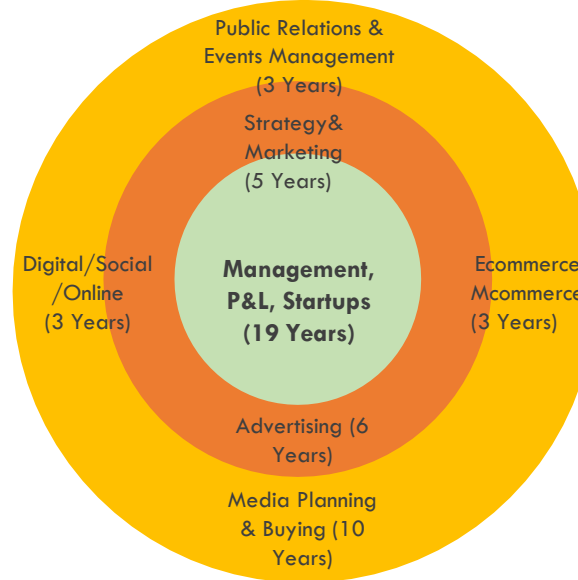 Public Relations &
Events Management
(3 Years)
Strategy&
Marketing
(5 Years)
Digital/Social
/Online
(3 Years)
Management,
P&L, Startups
(19 Years)
Ecommerce
Mcommerce
(3 Years)
Advertising (6
Years)
Media Planning
& Buying (10
Years)